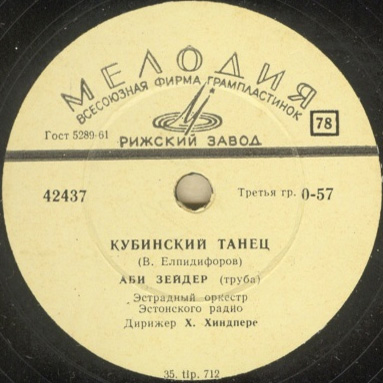 МЕЛОДИЯ
ВСЕСОЮЗНАЯ ФИРМА ГРАМПЛАСТИНОК
Гост 5289-61
78
РИЖСКИЙ ЗАВОД
42437
Третья гр. 0-57
КУБИНСКИЙ ТАНЕЦ
(В. Елпидифоров)
АБИ ЗЕЙДЕР (труба)
Эстрадный оркестр
Эстонского радио
Дирижер Х. Хиндпере
35. tip. 712